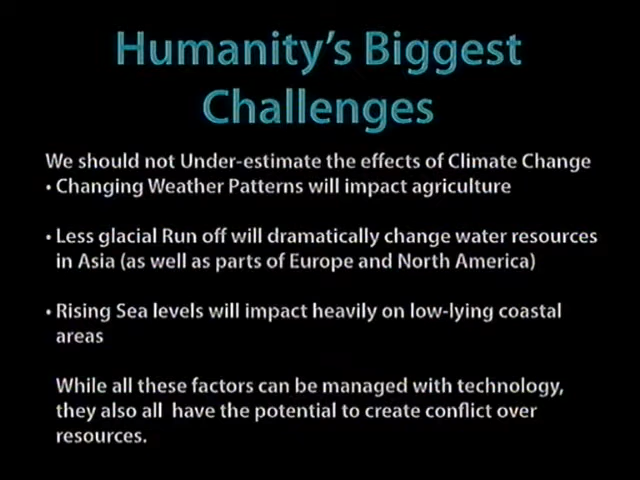 Humanity's Biggest
Challenges
We should not Under-estimate the effects of Climate Change
• Changing Weather Patterns will impact agriculture
• Less glacial Run off will dramatically change water resources
in Asia (as well as parts of Europe and North America)
• Rising Sea levels will impact heavily on low-lying coastal
areas
While all these factors can be managed with technology,
they also all have the potential to create conflict over
resources.